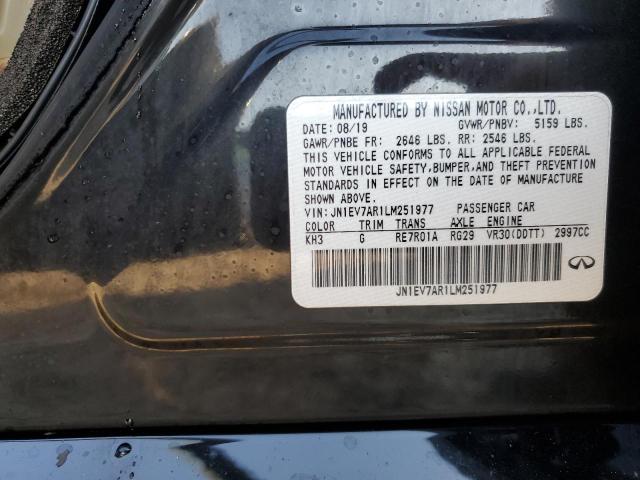 MANUFACTURED BY NISSAN MOTOR CO.,LTD.
DATE: 08/19 GVWR/PNBV: 5159 LBS.
GAWR/PNBE FR: 2646 LBS. RR: 2546 LBS.
THIS VEHICLE CONFORMS TO ALL APPLICABLE FEDERAL
MOTOR VEHICLE SAFETY,BUMPER,AND THEFT PREVENTION
STANDARDS IN EFFECT ON THE DATE OF MANUFACTURE
SHOWN ABOVE.
VIN: JN1EV7AR1LM251977 PASSENGER CAR
COLOR TRIM TRANS AXLE ENGINE
KH3 G RE7R01A RG29 VR30(DDTT) 2997CC
JN1EV7AR1LM251977